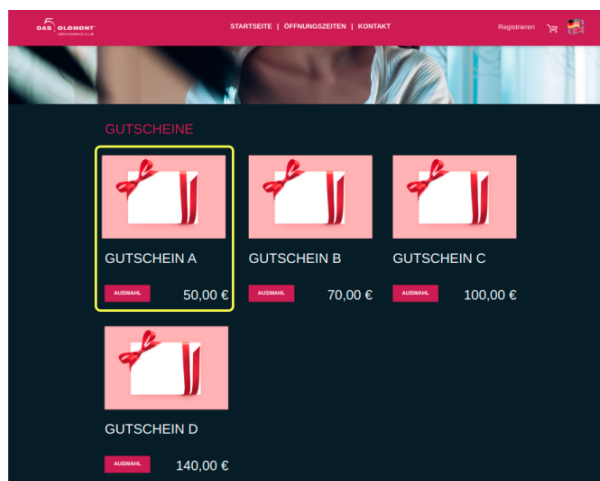 DAS 5 ELEMENT
STARTSEITE | ÖFFNUNGSZEITEN | KONTAKT
Registrieren
GUTSCHEINE
GUTSCHEIN A
AUSWAHL 50,00 €
GUTSCHEIN B
AUSWAHL 70,00 €
GUTSCHEIN C
AUSWAHL 100,00 €
GUTSCHEIN D
AUSWAHL 140,00 €